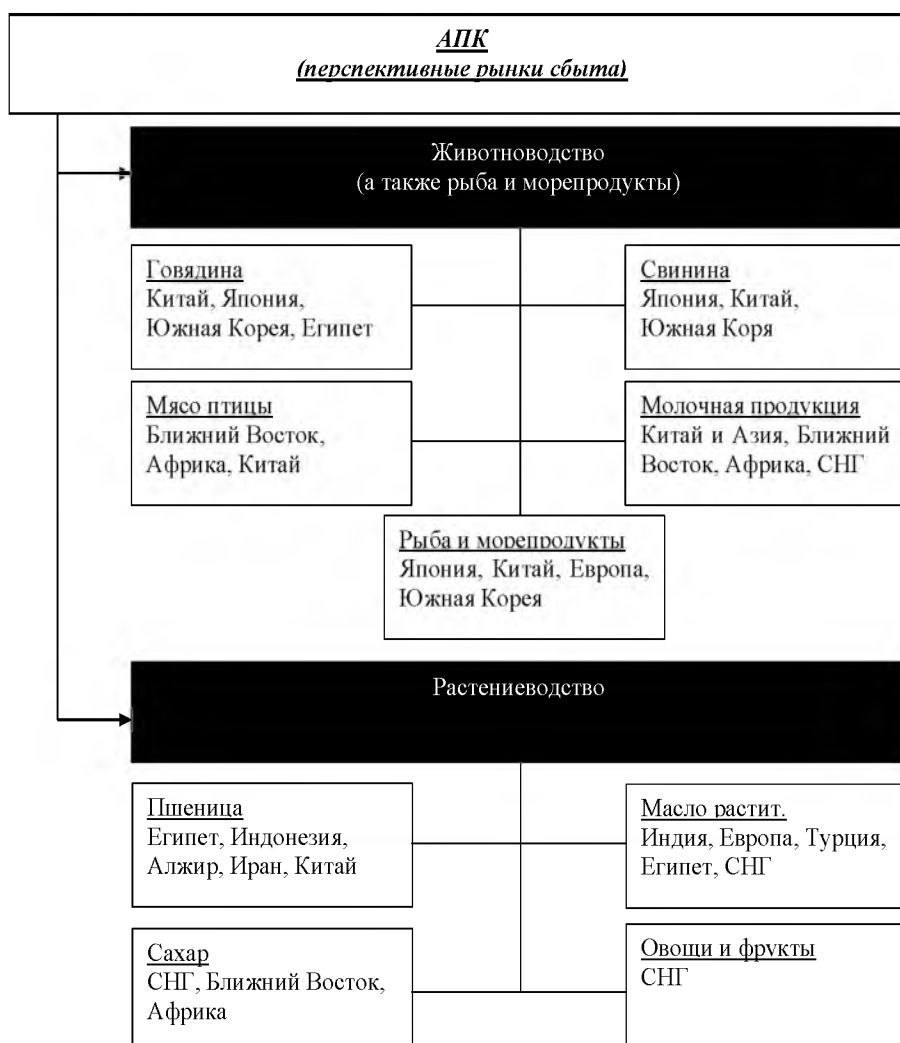 АПК
(перспективные рынки сбыта)
Животноводство
(а также рыба и морепродукты)
Говядина
Китай, Япония,
Южная Корея, Египет
Свинина
Япония, Китай,
Южная Коря
Мясо птицы
Ближний Восток,
Африка, Китай
Молочная продукция
Китай и Азия, Ближний
Восток, Африка, СНГ
Рыба и морепродукты
Япония, Китай, Европа,
Южная Корея
Растениеводство
Пшеница
Египет, Индонезия,
Алжир, Иран, Китай
Масло растит.
Индия, Европа, Турция,
Египет, СНГ
Сахар
СНГ, Ближний Восток,
Африка
Овощи и фрукты
СНГ